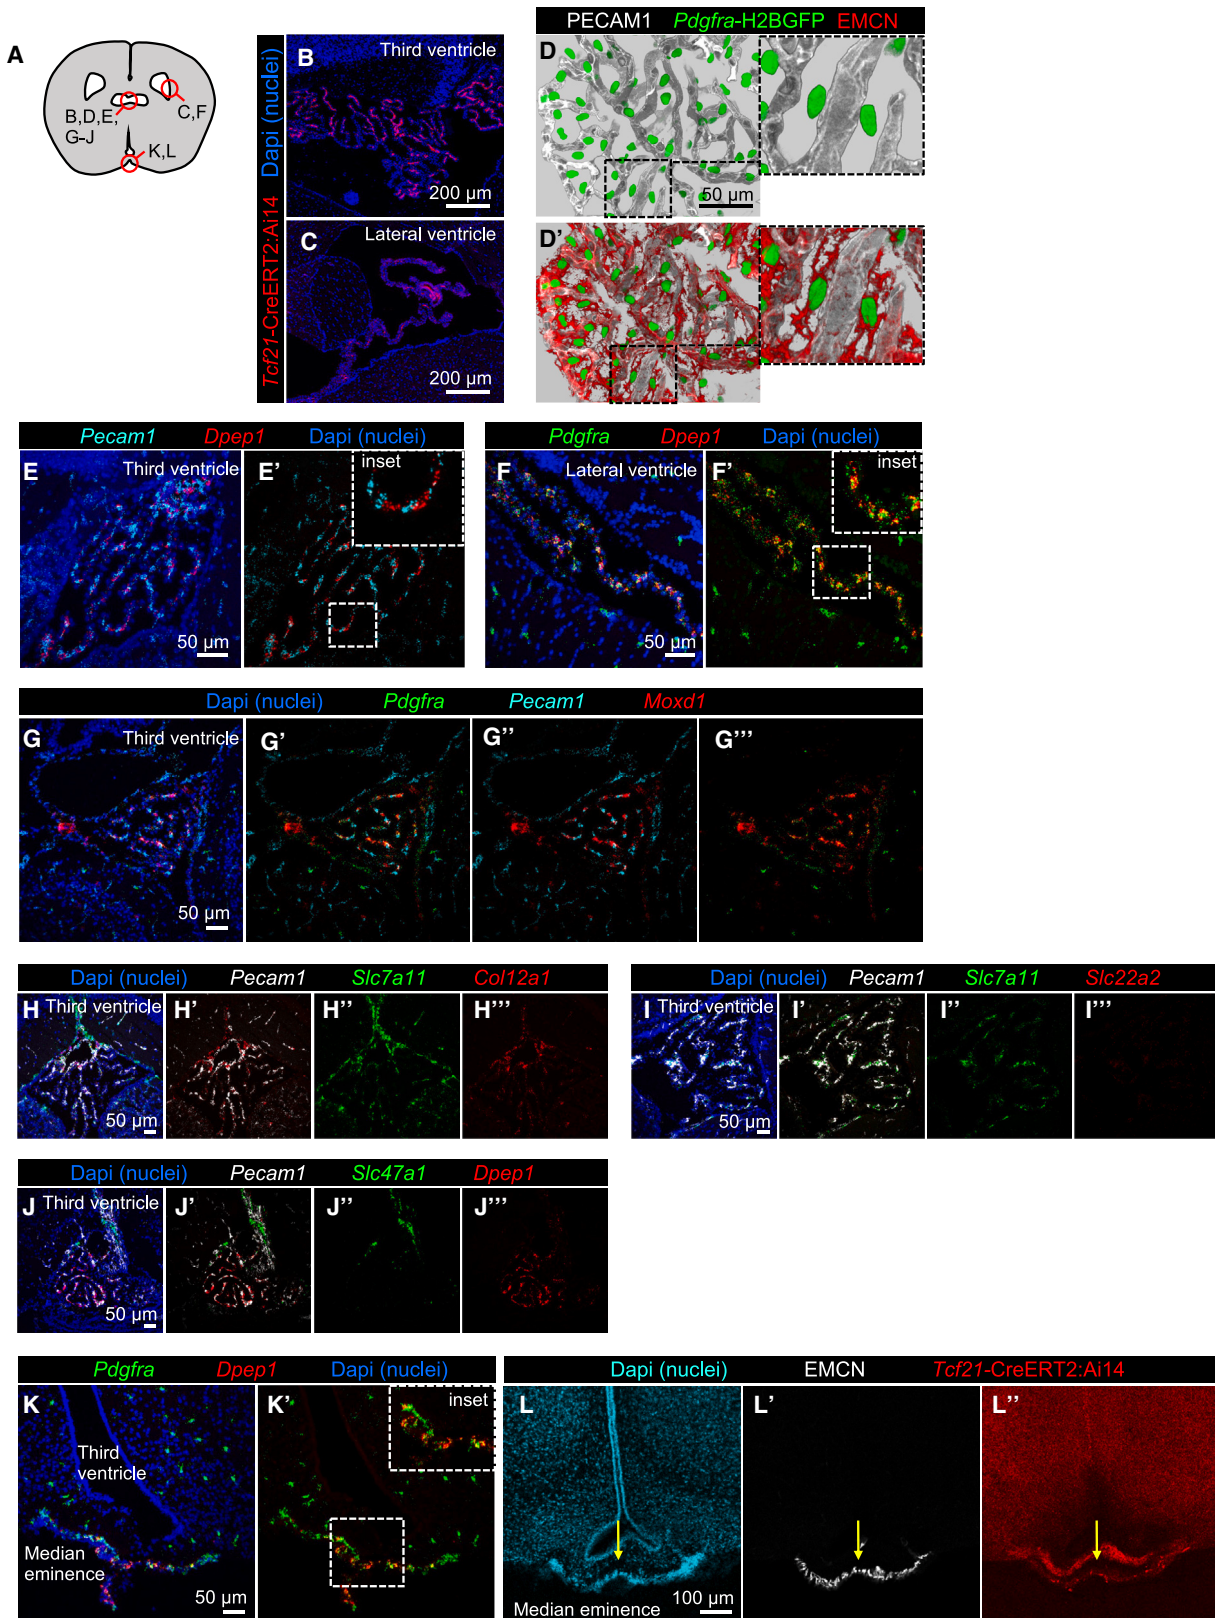 A
B,D,E,
G-J
C,F
K,L
Tcf21-CreERT2:Ai14 Dapi (nuclei)
B
Third ventricle
200 µm
C
Lateral ventricle
200 µm
PECAM1 Pdgfra-H2BGFP EMCN
D
50 µm
D'
Pecam1 Dpep1 Dapi (nuclei)
E Third ventricle
50 µm
E'
inset
Pdgfra Dpep1 Dapi (nuclei)
F Lateral ventricle
50 µm
F'
inset
Dapi (nuclei) Pdgfra Pecam1 Moxd1
G Third ventricle
50 µm
G'
G''
G'''
Dapi (nuclei) Pecam1 Slc7a11 Col12a1
H Third ventricle
50 µm
H'
H''
H'''
Dapi (nuclei) Pecam1 Slc7a11 Slc22a2
I Third ventricle
50 µm
I'
I''
I'''
Dapi (nuclei) Pecam1 Slc47a1 Dpep1
J Third ventricle
50 µm
J'
J''
J'''
Pdgfra Dpep1 Dapi (nuclei)
K
Third
ventricle
Median
eminence
50 µm
K'
inset
Dapi (nuclei) EMCN Tcf21-CreERT2:Ai14
L
Median eminence
100 µm
L'
L''